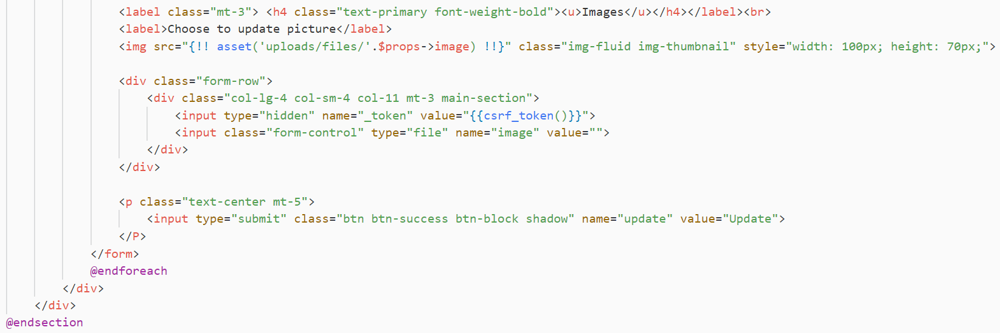 <label class="mt-3"> <h4 class="text-primary font-weight-bold"><u>Images</u></h4></label><br>
<label>Choose to update picture</label>
<img src="{!! asset('uploads/files/'.$props->image) !!}" class="img-fluid img-thumbnail" style="width: 100px; height: 70px;">
<div class="form-row">
<div class="col-lg-4 col-sm-4 col-11 mt-3 main-section">
<input type="hidden" name="_token" value="{{csrf_token()}}">
<input class="form-control" type="file" name="image" value="">
</div>
</div>
<p class="text-center mt-5">
<input type="submit" class="btn btn-success btn-block shadow" name="update" value="Update">
</P>
</form>
@endforeach
</div>
</div>
@endsection